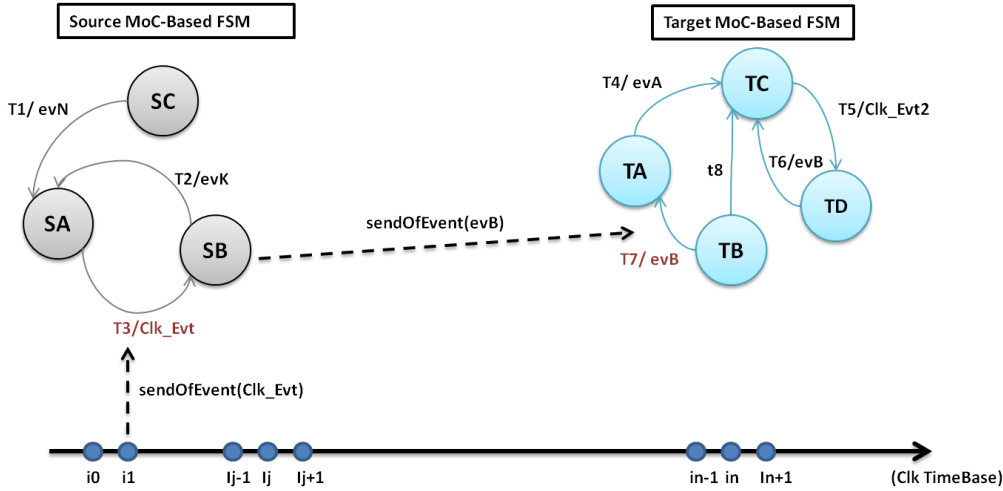 Source MoC-Based FSM
Target MoC-Based FSM
SC
T1/ evN
T2/evK
SA
SB
T3/Clk_Evt
sendOfEvent(evB)
T4/ evA
TC
T5/Clk_Evt2
TA
t8
T6/evB
TD
T7/ evB
TB
sendOfEvent(Clk_Evt)
i0
i1
Ij-1
Ij
Ij+1
in-1
in
In+1
(Clk TimeBase)